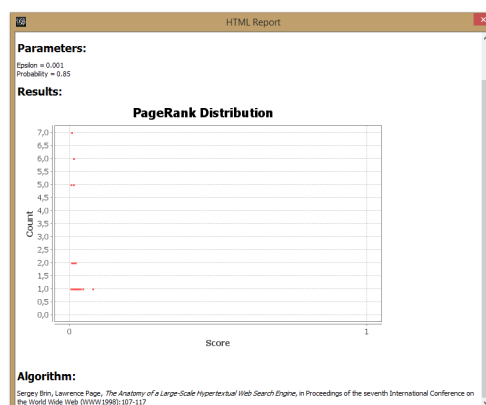 HTML Report
Parameters:
Epsilon = 0.001
Probability = 0.85
Results:
PageRank Distribution
7,0
6,5
6,0
5,5
5,0
4,5
4,0
3,5
3,0
2,5
2,0
1,5
1,0
0,5
0,0
Count
0
1
Score
Algorithm:
Sergey Brin, Lawrence Page, The Anatomy of a Large-Scale Hypertextual Web Search Engine, in Proceedings of the seventh International Conference on
the World Wide Web (WWW1998):107-117